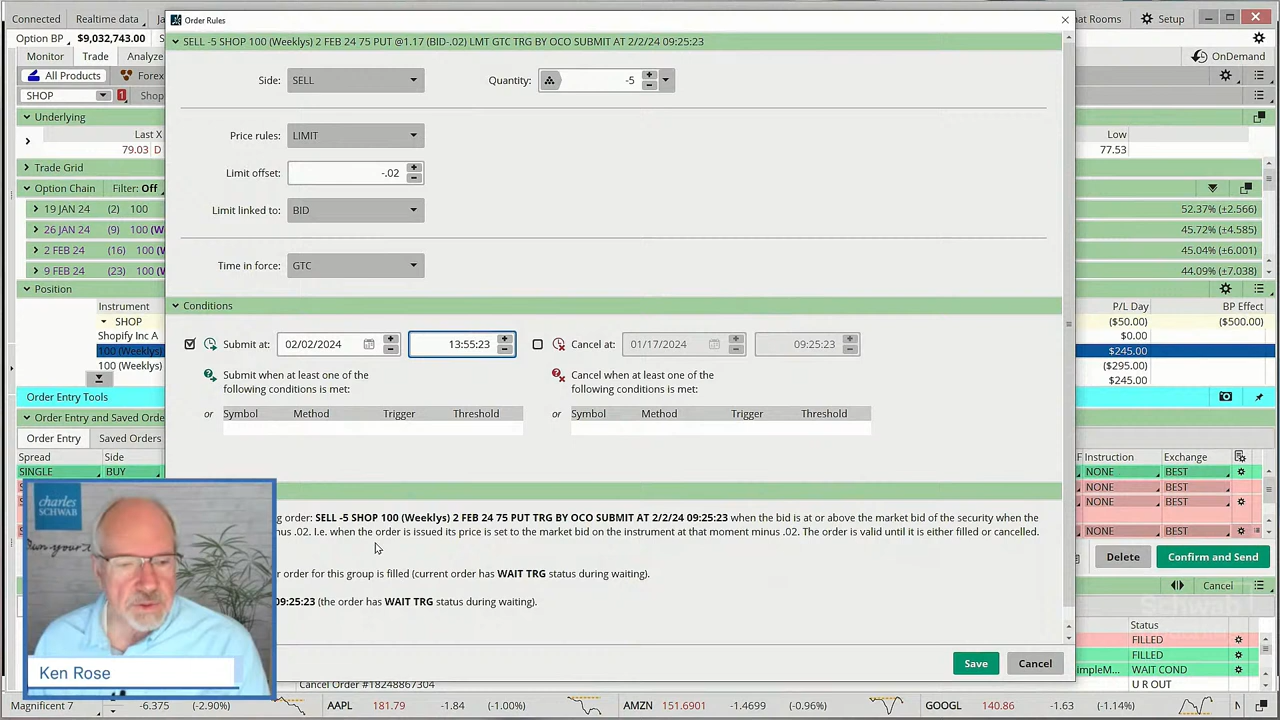 Connected Realtime data Ja Order Rules at Rooms Setup
Option BP $9,032,743.00 S SELL -5 SHOP 100 (Weeklys) 2 FEB 24 75 PUT @1.17 (BID-.02) LMT GTC TRG BY OCO SUBMIT AT 2/2/24 09:25:23
Monitor Trade Analyze OnDemand
All Products Forex Side: SELL Quantity: -5
SHOP 1 Shop
Underlying
Last X Price rules: LIMIT Low
79.03 D 77.53
Trade Grid Limit offset: -.02
Option Chain Filter: Off
19 JAN 24 (2) 100 Limit linked to: BID 52.37% (±2.566)
26 JAN 24 (9) 100 (W 45.72% (±4.585)
2 FEB 24 (16) 100 (W 45.04% (±6.001)
9 FEB 24 (23) 100 (W Time in force: GTC 44.09% (±7.038)
Position
Instrument Conditions P/L Day BP Effect
SHOP ($50.00) ($500.00)
Shopify Inc A $0.00
100 (Weeklys) Submit at: 02/02/2024 13:55:23 Cancel at: 01/17/2024 09:25:23 $245.00
100 (Weeklys) ($295.00)
Submit when at least one of the Cancel when at least one of the
$245.00
following conditions is met: following conditions is met:
Order Entry Tools
Order Entry and Saved Orde or Symbol Method Trigger Threshold or Symbol Method Trigger Threshold
Order Entry Saved Orders
Spread Side F Instruction Exchange
SINGLE BUY NONE BEST
NONE BEST
NONE BEST
charles
SCHWAB
g order: SELL -5 SHOP 100 (Weeklys) 2 FEB 24 75 PUT TRG BY OCO SUBMIT AT 2/2/24 09:25:23 when the bid is at or above the market bid of the security when the
nus .02. I.e. when the order is issued its price is set to the market bid on the instrument at that moment minus .02. The order is valid until it is either filled or cancelled.
NONE BEST
Delete Confirm and Send
r order for this group is filled (current order has WAIT TRG status during waiting).
Cancel
09:25:23 (the order has WAIT TRG status during waiting).
Status
FILLED
FILLED
Ken Rose
Save Cancel
impleM... WAIT COND
Cancel Order #18248867304 U R OUT
Magnificent 7 -6.375 (-2.90%) AAPL 181.79 -1.84 (-1.00%) AMZN 151.6901 -1.4699 (-0.96%) GOOGL 140.86 -1.63 (-1.14%)